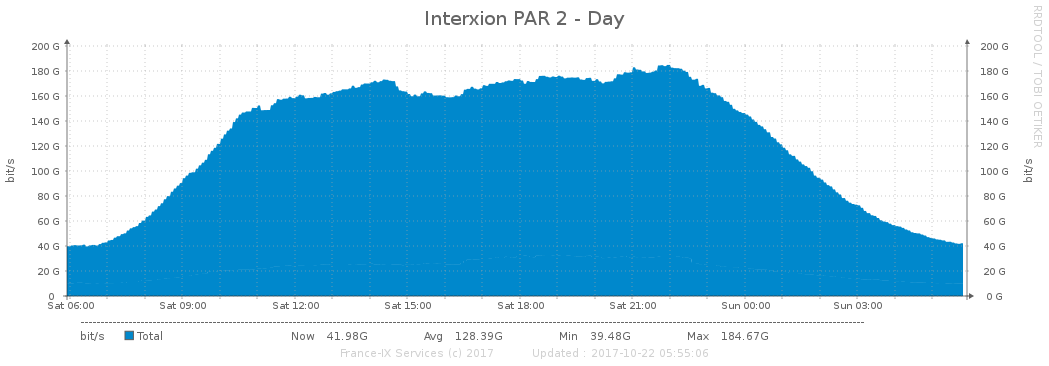 Interxion PAR 2 - Day
RRDTOOL / TOBI OETIKER
200 G 200 G
180 G 180 G
160 G 160 G
140 G 140 G
120 G 120 G
100 G 100 G
80 G 80 G
60 G 60 G
40 G 40 G
20 G 20 G
0 0 G
bit/s bit/s
Sat 06:00 Sat 09:00 Sat 12:00 Sat 15:00 Sat 18:00 Sat 21:00 Sun 00:00 Sun 03:00
bit/s Total Now 41.98G Avg 128.39G Min 39.48G Max 184.67G
France-IX Services (c) 2017 Updated : 2017-10-22 05:55:06